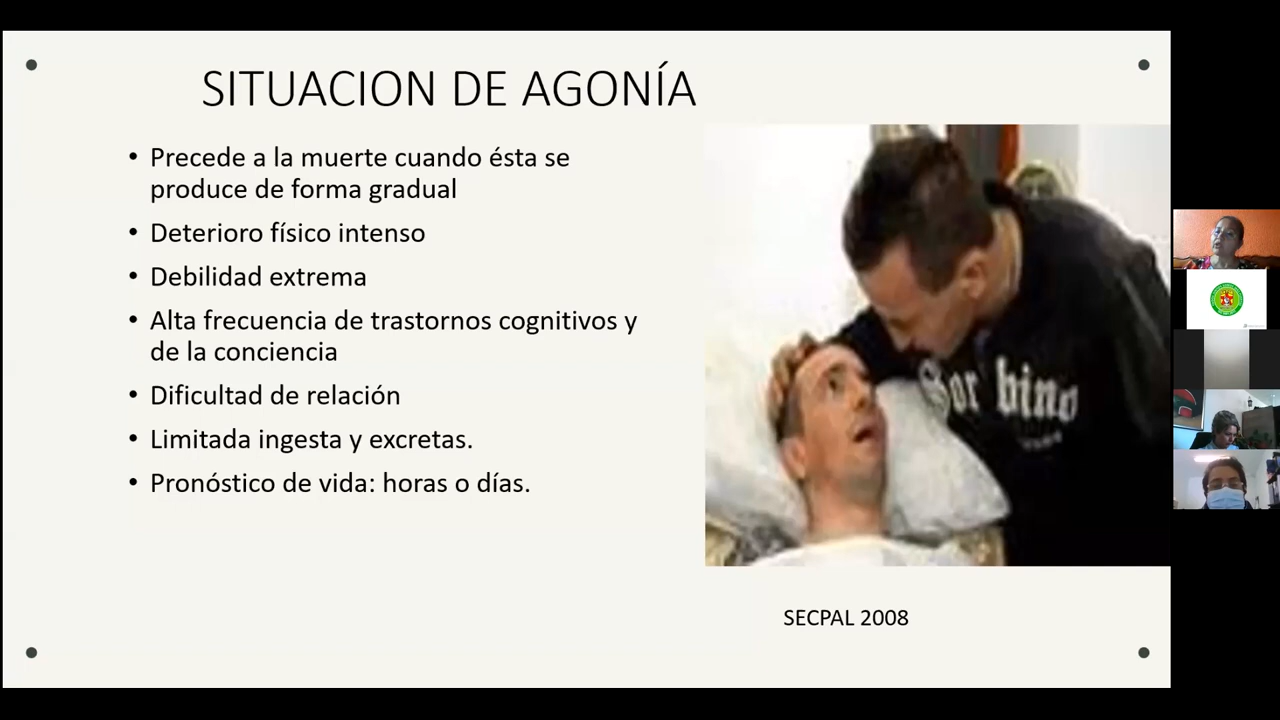 SITUACION DE AGONÍA
• Precede a la muerte cuando ésta se
produce de forma gradual
• Deterioro físico intenso
• Debilidad extrema
• Alta frecuencia de trastornos cognitivos y
de la conciencia
• Dificultad de relación
• Limitada ingesta y excretas.
• Pronóstico de vida: horas o días.
bino
SECPAL 2008